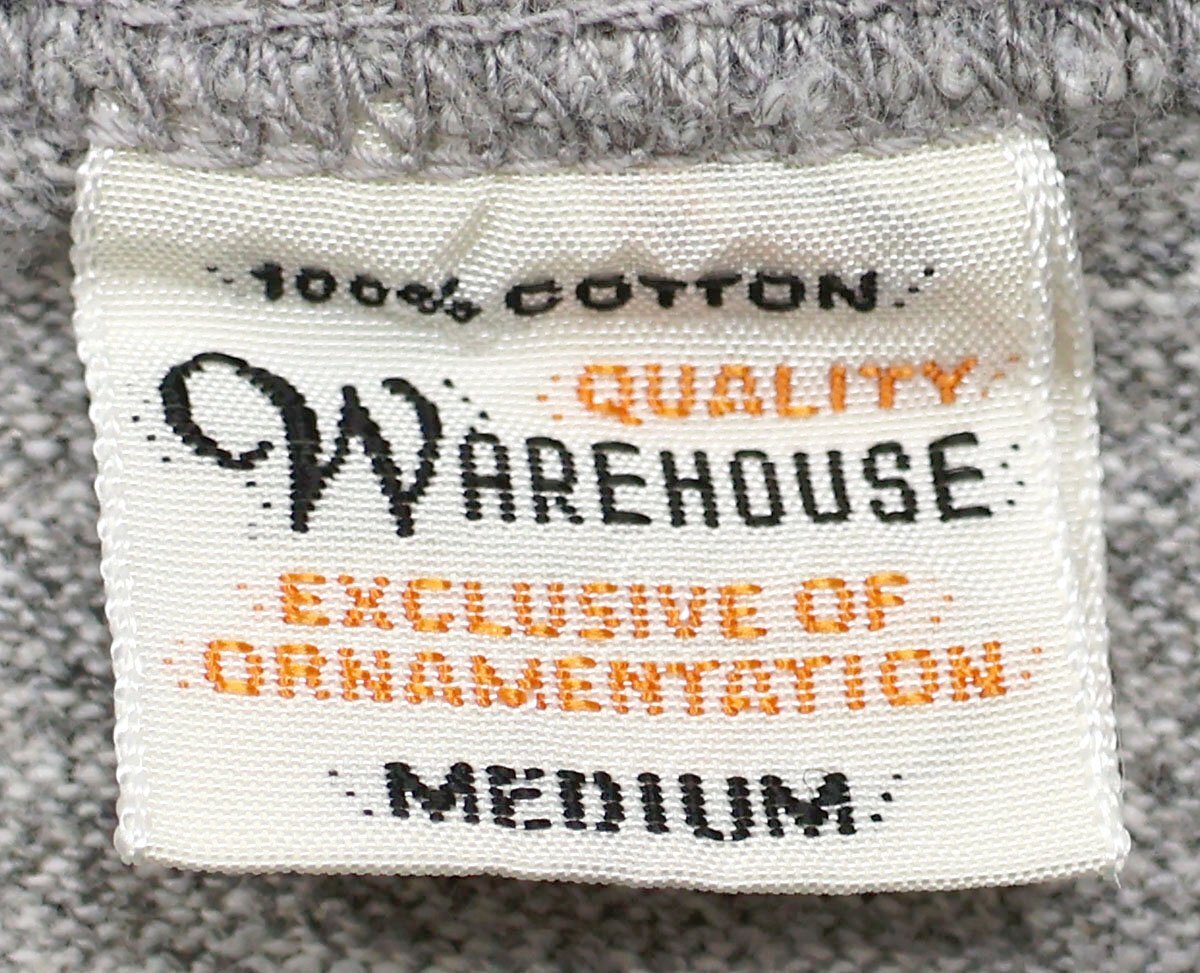 100% COTTON
QUALITY
WAREHOUSE
EXCLUSIVE OF
ORNAMENTATION
MEDIUM